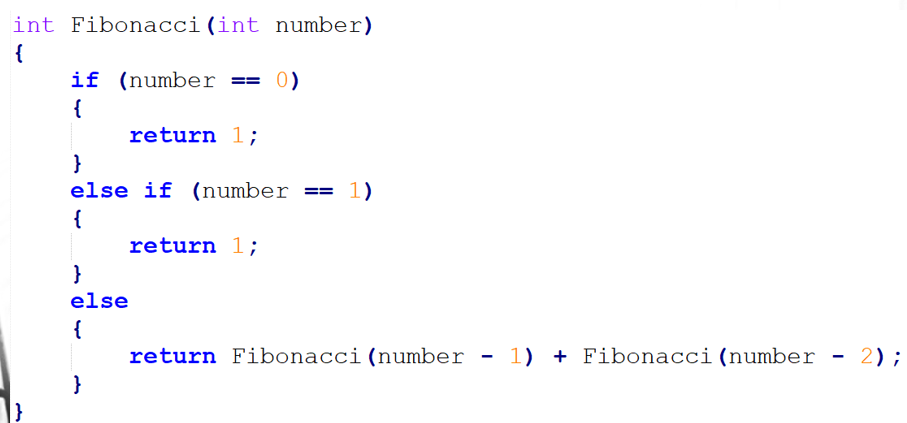 int Fibonacci(int number)
{
    if (number == 0)
    {
        return 1;
    }
    else if (number == 1)
    {
        return 1;
    }
    else
    {
        return Fibonacci(number - 1) + Fibonacci(number - 2);
    }
}